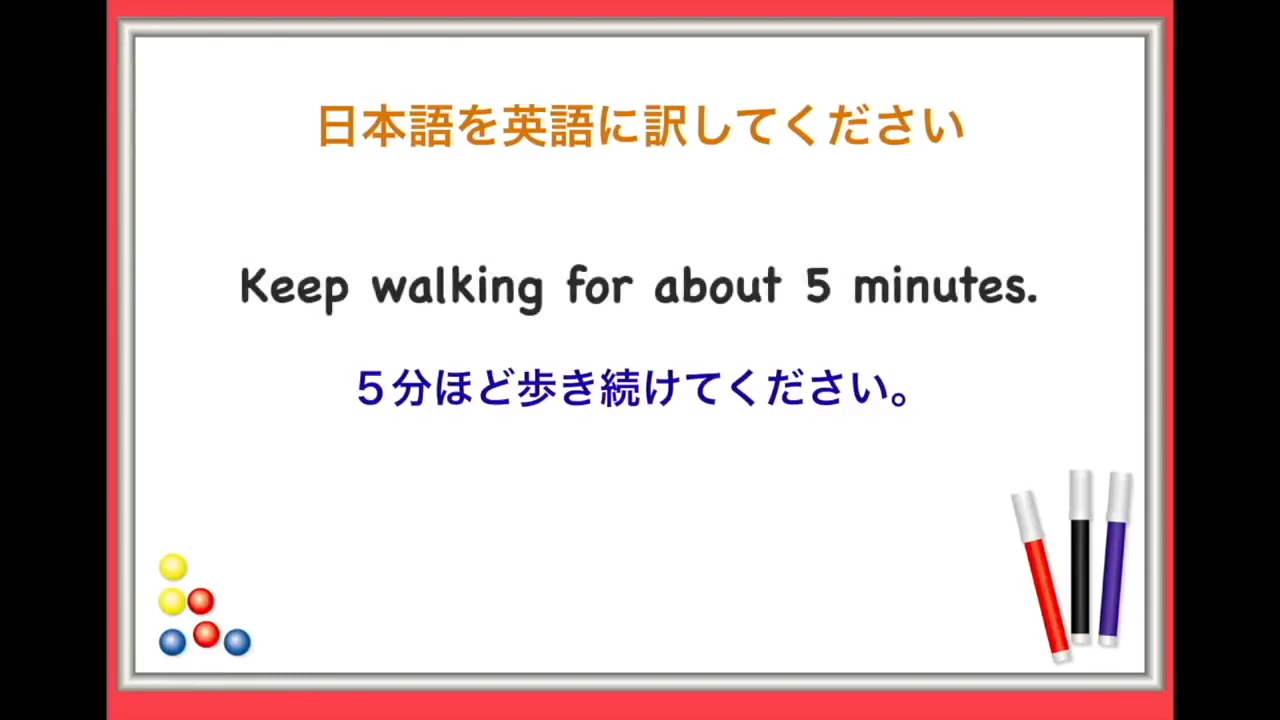 日本語を英語に訳してください
Keep walking for about 5 minutes.
５分ほど歩き続けてください。